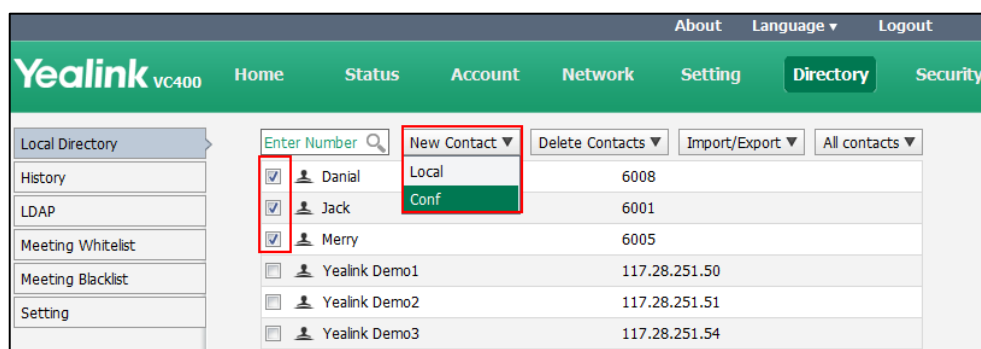 About Language ▾ Logout
Yealink VC400 Home Status Account Network Setting Directory Security
Local Directory Enter Number New Contact ▼ Delete Contacts ▼ Import/Export ▼ All contacts ▼
History Danial Local 6008
LDAP Jack Conf 6001
Meeting Whitelist Merry 6005
Meeting Blacklist Yealink Demo1 117.28.251.50
Setting Yealink Demo2 117.28.251.51
Yealink Demo3 117.28.251.54